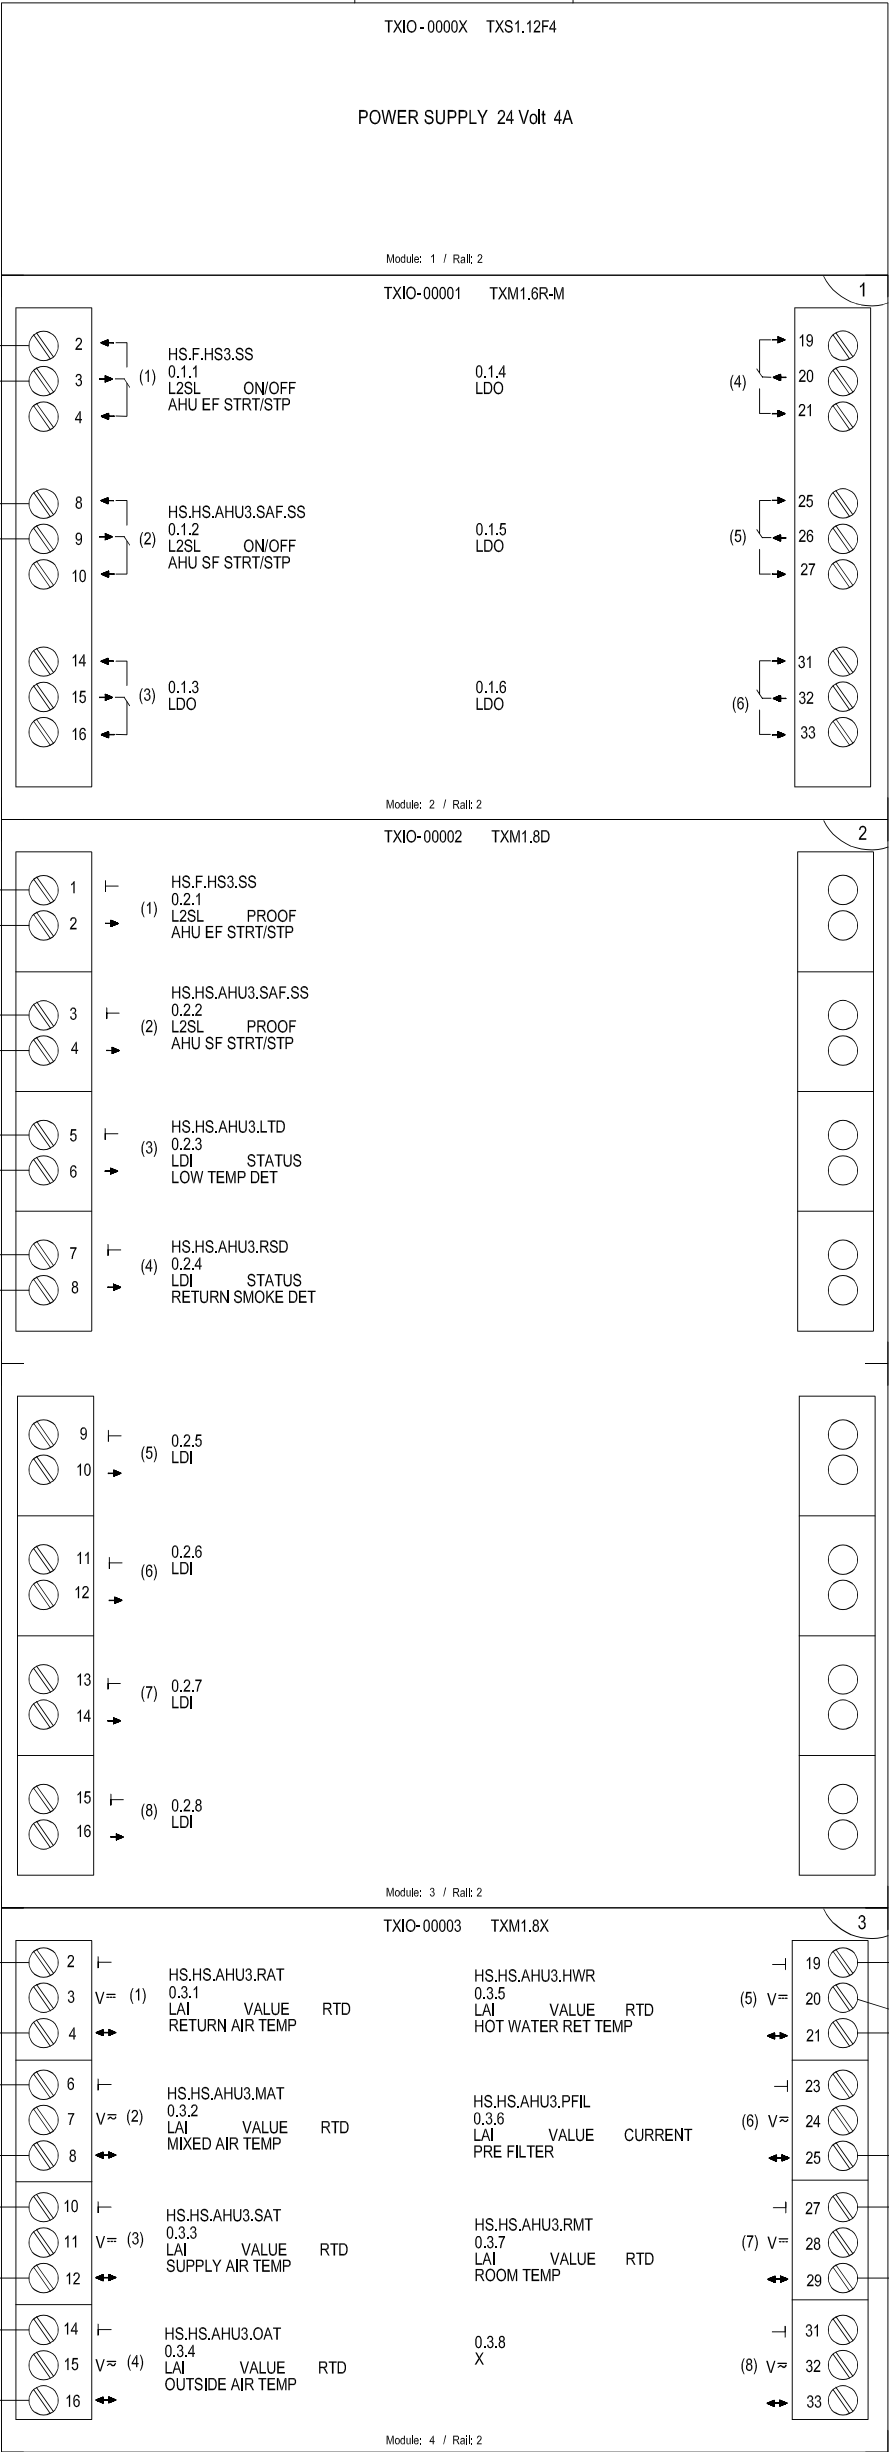 TXIO-0000X TXS1.12F4
POWER SUPPLY 24 Volt 4A
Module: 1 / Rail: 2
TXIO-00001 TXM1.6R-M
1
2
3
4
(1)
HS.F.HS3.SS
0.1.1
L2SL ON/OFF
AHU EF STRT/STP
0.1.4
LDO
(4)
19
20
21
8
9
10
(2)
HS.HS.AHU3.SAF.SS
0.1.2
L2SL ON/OFF
AHU SF STRT/STP
0.1.5
LDO
(5)
25
26
27
14
15
16
(3)
0.1.3
LDO
0.1.6
LDO
(6)
31
32
33
Module: 2 / Rail: 2
TXIO-00002 TXM1.8D
2
1
2
(1)
HS.F.HS3.SS
0.2.1
L2SL PROOF
AHU EF STRT/STP
3
4
(2)
HS.HS.AHU3.SAF.SS
0.2.2
L2SL PROOF
AHU SF STRT/STP
5
6
(3)
HS.HS.AHU3.LTD
0.2.3
LDI STATUS
LOW TEMP DET
7
8
(4)
HS.HS.AHU3.RSD
0.2.4
LDI STATUS
RETURN SMOKE DET
9
10
(5)
0.2.5
LDI
11
12
(6)
0.2.6
LDI
13
14
(7)
0.2.7
LDI
15
16
(8)
0.2.8
LDI
Module: 3 / Rail: 2
TXIO-00003 TXM1.8X
3
2
3 V= (1)
4
HS.HS.AHU3.RAT
0.3.1
LAI VALUE RTD
RETURN AIR TEMP
HS.HS.AHU3.HWR
0.3.5
LAI VALUE RTD
HOT WATER RET TEMP
19
(5) V= 20
21
6
7 V≂ (2)
8
HS.HS.AHU3.MAT
0.3.2
LAI VALUE RTD
MIXED AIR TEMP
HS.HS.AHU3.PFIL
0.3.6
LAI VALUE CURRENT
PRE FILTER
23
(6) V≂ 24
25
10
11 V= (3)
12
HS.HS.AHU3.SAT
0.3.3
LAI VALUE RTD
SUPPLY AIR TEMP
HS.HS.AHU3.RMT
0.3.7
LAI VALUE RTD
ROOM TEMP
27
(7) V= 28
29
14
15 V≂ (4)
16
HS.HS.AHU3.OAT
0.3.4
LAI VALUE RTD
OUTSIDE AIR TEMP
0.3.8
X
31
(8) V≂ 32
33
Module: 4 / Rail: 2